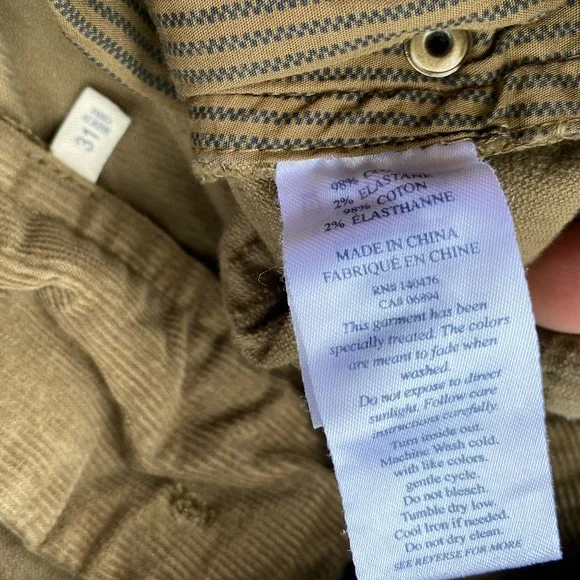 31
98%
2% ELASTANE
98% COTON
2% ÉLASTHANNE
MADE IN CHINA
FABRIQUÉ EN CHINE
RN# 140476
CA# 06894
This garment has been
specially treated. The colors
are meant to fade when
washed.
Do not expose to direct
sunlight. Follow care
instructions carefully.
Turn inside out.
Machine Wash cold.
with like colors.
gentle cycle.
Do not bleach.
Tumble dry low.
Cool Iron if needed.
Do not dry clean.
SEE REVERSE FOR MORE